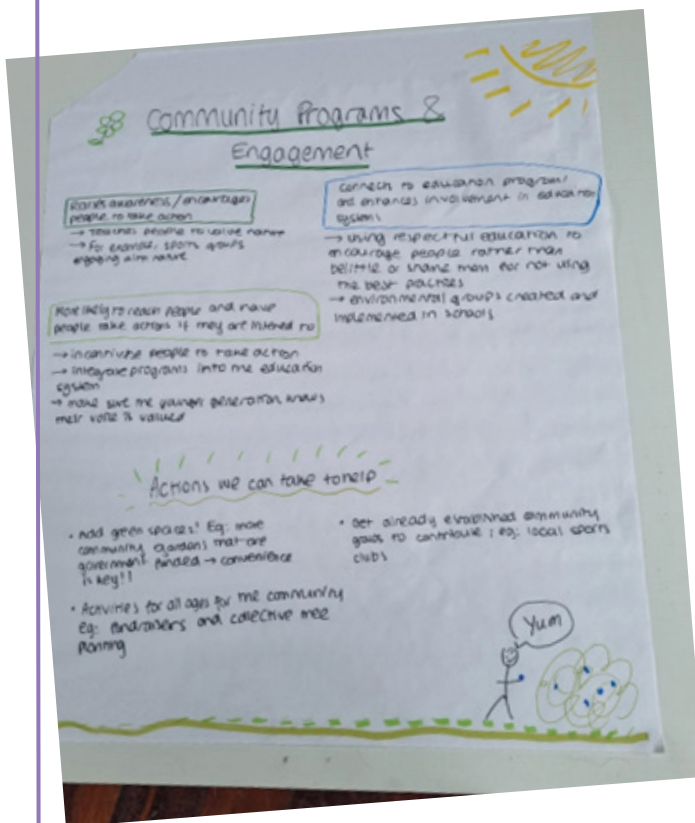 Community Programs &
Engagement
Raises awareness/encourages
people to take action
→ Teaches people to value nature
→ For example, sports groups
engaging with nature
Connects to education programs/
and enhances involvement in education
systems
→ using respectful education to
encourage people rather than
belittle or shame them for not using
the best practices
→ environmental groups created and
implemented in schools
More likely to reach people and have
people take actions if they are listened to
→ incentivise people to take action
→ Integrate programs into the education
system
→ make sure the younger generation knows
their voice is valued
Actions we can take to help
• Add green spaces! Eg: more
community gardens that are
government funded → convenience
is key!!
• Activities for all ages for the community
eg: fundraisers and collective tree
planting
• Get already established community
groups to contribute; eg: local sports
clubs
Yum